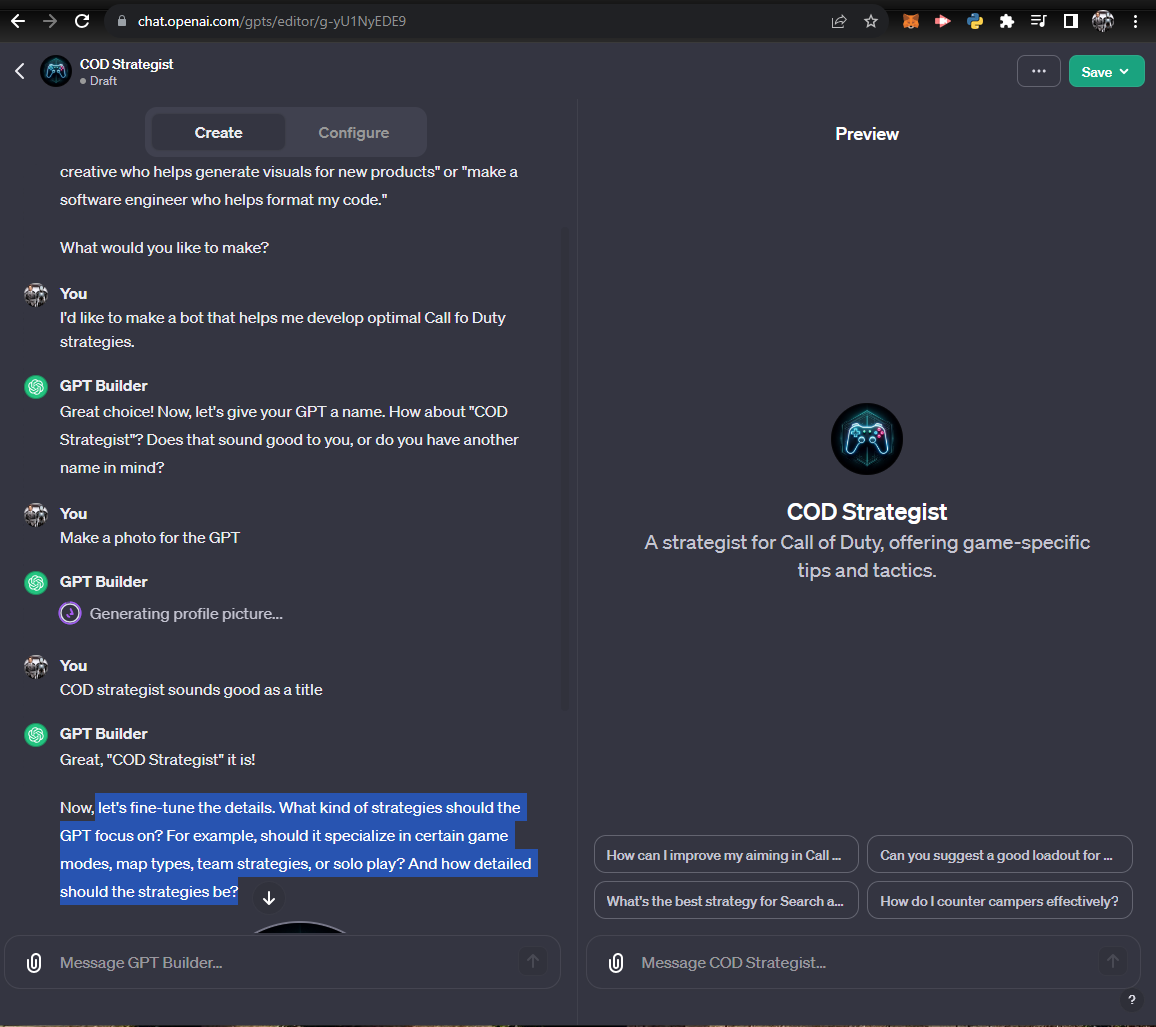 chat.openai.com/gpts/editor/g-yU1NyEDE9
COD Strategist
Draft
Save
Create
Configure
Preview
creative who helps generate visuals for new products" or "make a
software engineer who helps format my code."
What would you like to make?
You
I'd like to make a bot that helps me develop optimal Call fo Duty
strategies.
GPT Builder
Great choice! Now, let's give your GPT a name. How about "COD
Strategist"? Does that sound good to you, or do you have another
name in mind?
You
Make a photo for the GPT
GPT Builder
Generating profile picture...
You
COD strategist sounds good as a title
GPT Builder
Great, "COD Strategist" it is!
Now, let's fine-tune the details. What kind of strategies should the
GPT focus on? For example, should it specialize in certain game
modes, map types, team strategies, or solo play? And how detailed
should the strategies be?
Message GPT Builder...
COD Strategist
A strategist for Call of Duty, offering game-specific
tips and tactics.
How can I improve my aiming in Call ...
Can you suggest a good loadout for ...
What's the best strategy for Search a...
How do I counter campers effectively?
Message COD Strategist...
?